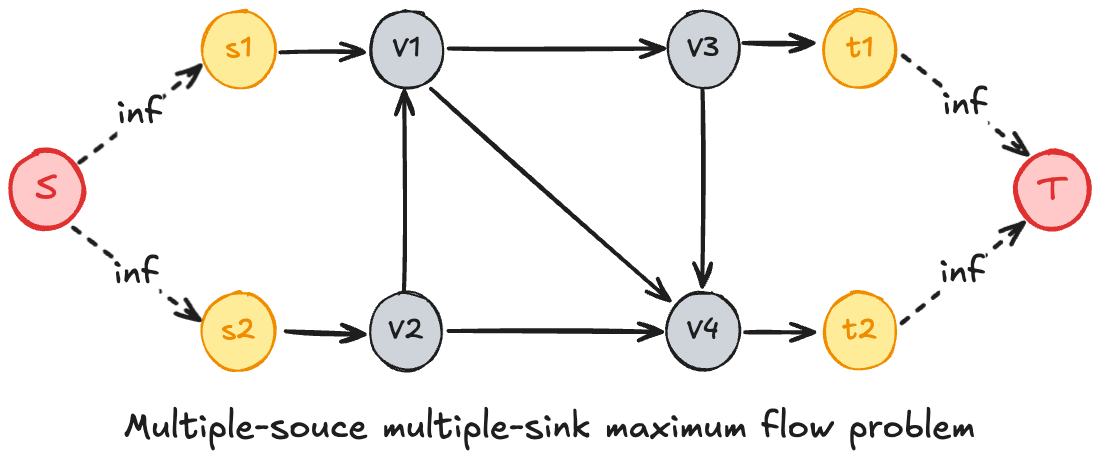 s1
v1
v3
t1
inf
inf
S
T
inf
inf
s2
v2
v4
t2
Multiple-souce multiple-sink maximum flow problem